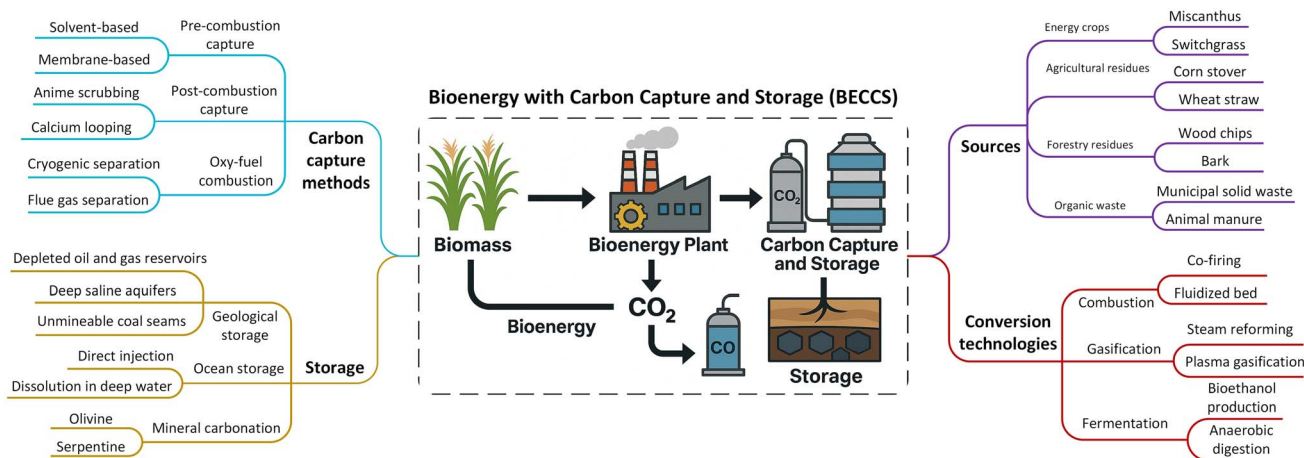 Solvent-based
Membrane-based
Pre-combustion
capture
Anime scrubbing
Calcium looping
Post-combustion
capture
Cryogenic separation
Flue gas separation
Oxy-fuel
combustion
Carbon
capture
methods
Depleted oil and gas reservoirs
Deep saline aquifers
Unmineable coal seams
Geological
storage
Direct injection
Dissolution in deep water
Ocean storage
Olivine
Serpentine
Mineral carbonation
Storage
Bioenergy with Carbon Capture and Storage (BECCS)
Biomass
Bioenergy Plant
CO₂
Carbon Capture
and Storage
Bioenergy
CO₂
CO
Storage
Sources
Energy crops
Miscanthus
Switchgrass
Agricultural residues
Corn stover
Wheat straw
Forestry residues
Wood chips
Bark
Organic waste
Municipal solid waste
Animal manure
Conversion
technologies
Combustion
Co-firing
Fluidized bed
Gasification
Steam reforming
Plasma gasification
Fermentation
Bioethanol
production
Anaerobic
digestion